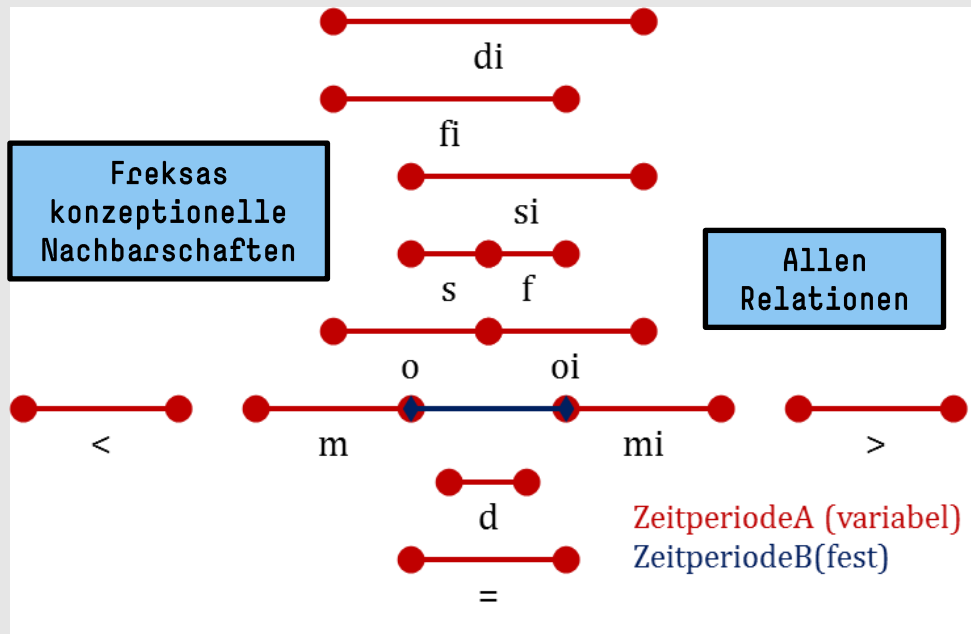 di
fi
Freksas
konzeptionelle
Nachbarschaften
si
Allen
Relationen
s f
o oi
< m mi >
d
ZeitperiodeA (variabel)
ZeitperiodeB(fest)
=